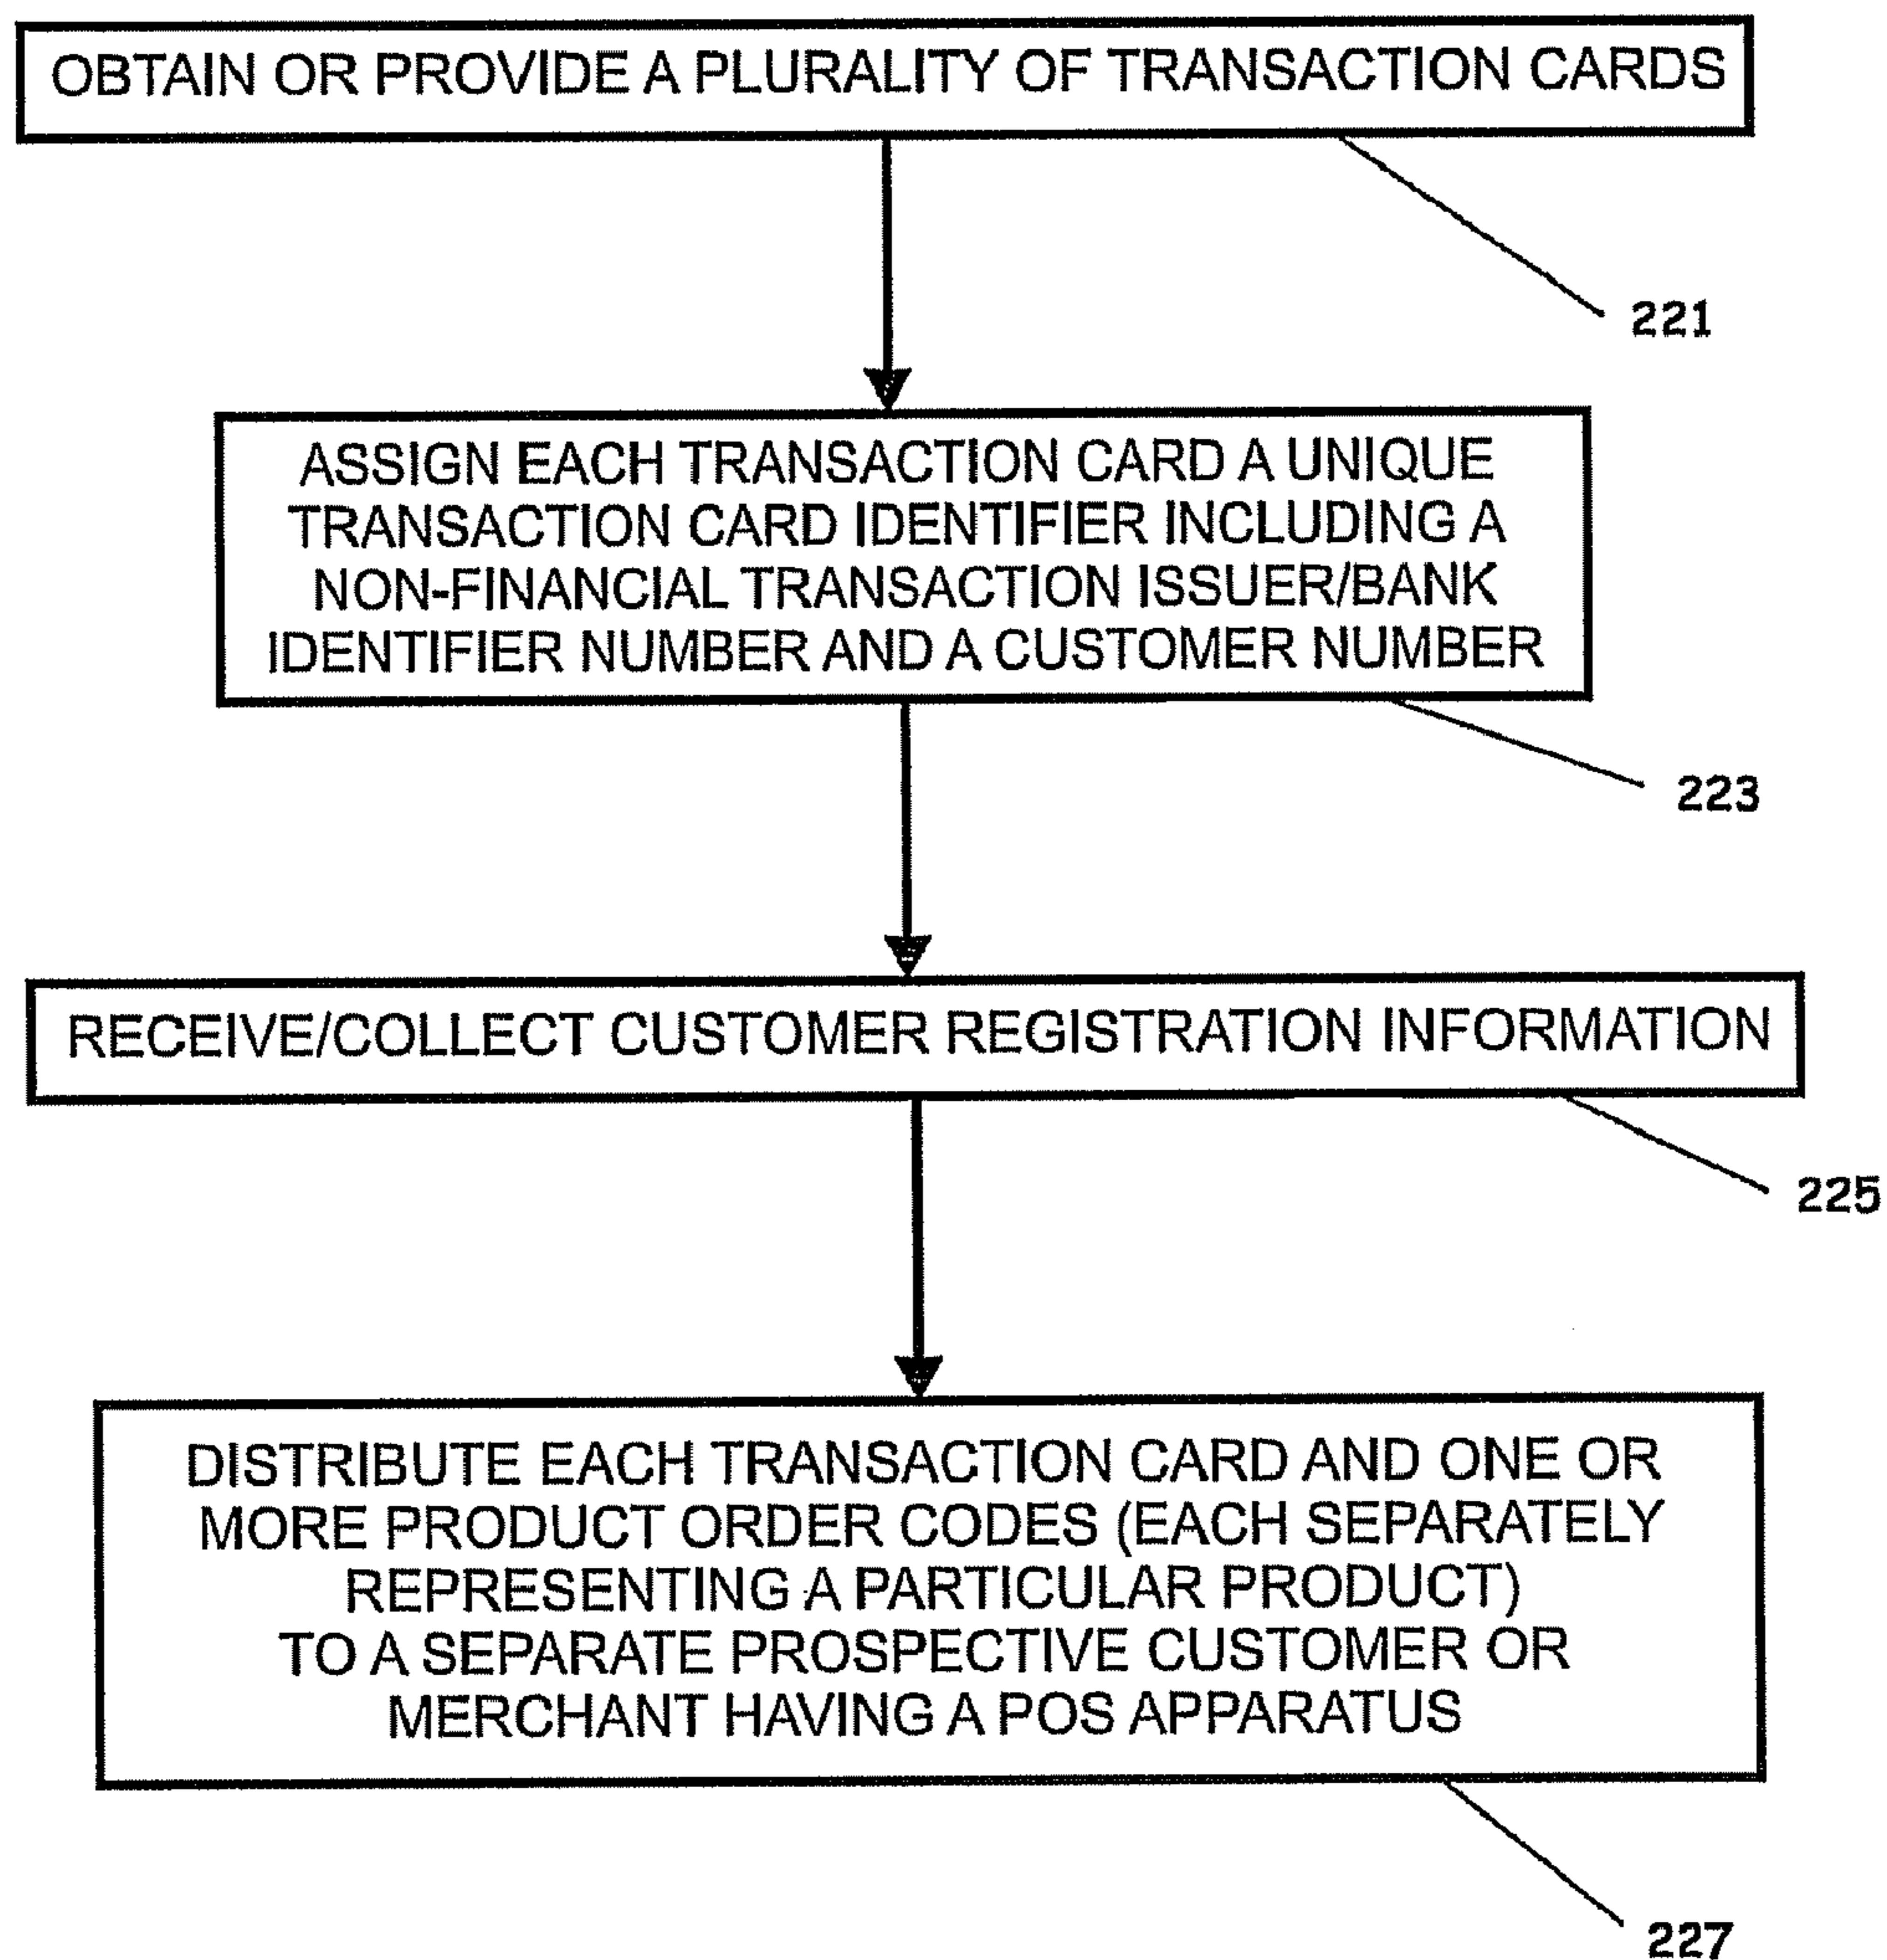 OBTAIN OR PROVIDE A PLURALITY OF TRANSACTION CARDS
221
ASSIGN EACH TRANSACTION CARD A UNIQUE
TRANSACTION CARD IDENTIFIER INCLUDING A
NON-FINANCIAL TRANSACTION ISSUER/BANK
IDENTIFIER NUMBER AND A CUSTOMER NUMBER
223
RECEIVE/COLLECT CUSTOMER REGISTRATION INFORMATION
225
DISTRIBUTE EACH TRANSACTION CARD AND ONE OR
MORE PRODUCT ORDER CODES (EACH SEPARATELY
REPRESENTING A PARTICULAR PRODUCT)
TO A SEPARATE PROSPECTIVE CUSTOMER OR
MERCHANT HAVING A POS APPARATUS
227